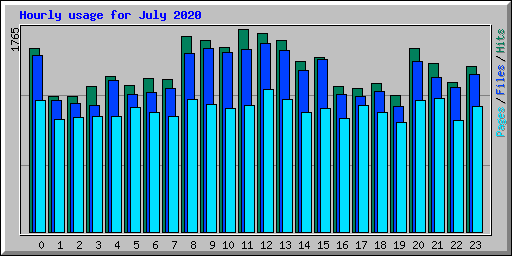 Hourly usage for July 2020
1765
Pages / Files / Hits
0 1 2 3 4 5 6 7 8 9 10 11 12 13 14 15 16 17 18 19 20 21 22 23